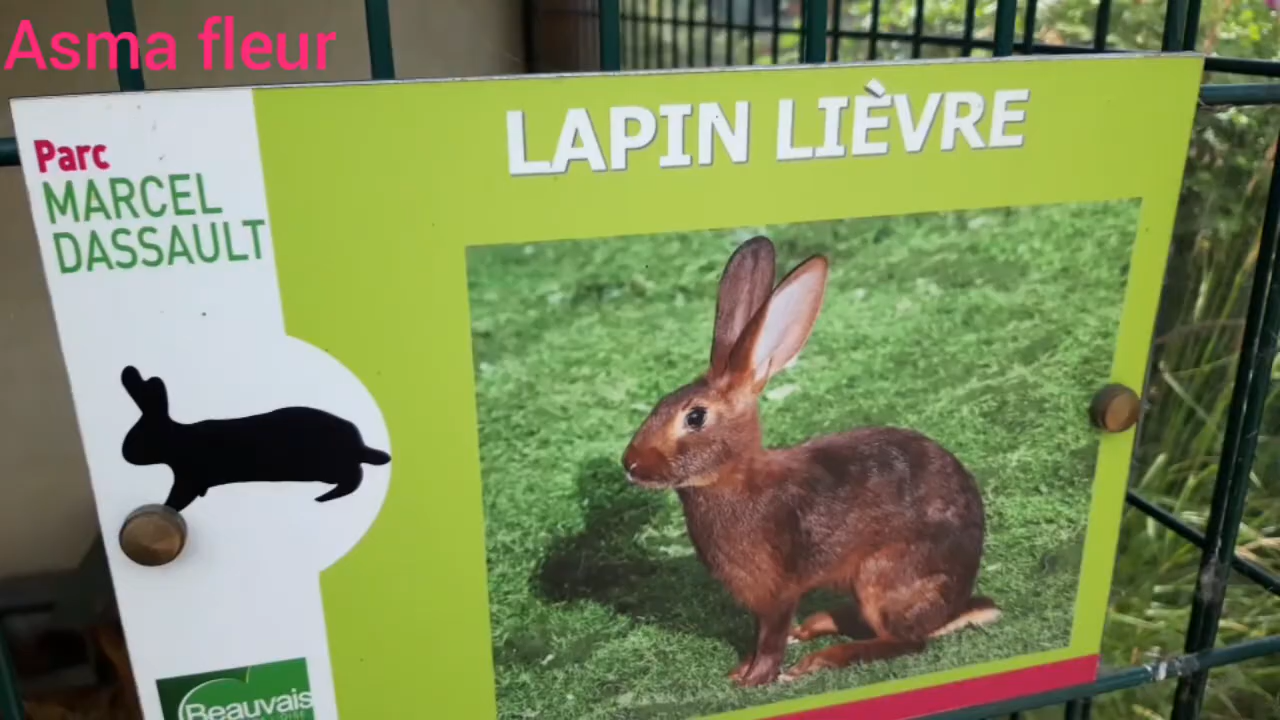 Asma fleur
Parc
MARCEL
DASSAULT
LAPIN LIÈVRE
Beauvais